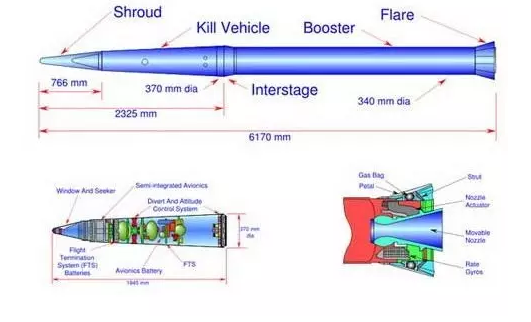 Shroud
Flare
Kill Vehicle
Booster
766 mm
370 mm dia
Interstage
340 mm dia
2325 mm
6170 mm
Window And Seeker
Semi-integrated Avionics
Divert And Attitude
Control System
Flight
Termination
System (FTS)
Batteries
Avionics Battery
FTS
DIA
1945 mm
Gas Bag
Petal
Strut
Nozzle
Actuator
Movable
Nozzle
Rate
Gyros